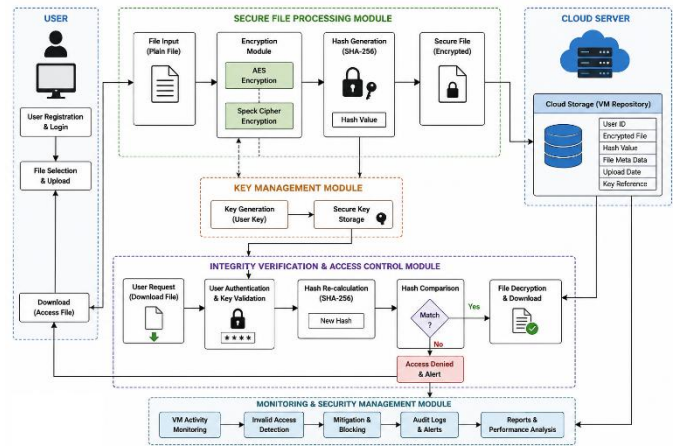 USER
User Registration
& Login
File Selection
& Upload
Download
(Access File)
SECURE FILE PROCESSING MODULE
File Input
(Plain File)
Encryption
Module
AES
Encryption
Speck Cipher
Encryption
Hash Generation
(SHA-256)
Hash Value
Secure File
(Encrypted)
CLOUD SERVER
Cloud Storage (VM Repository)
User ID
Encrypted File
Hash Value
File Meta Data
Upload Date
Key Reference
KEY MANAGEMENT MODULE
Key Generation
(User Key)
Secure Key
Storage
INTEGRITY VERIFICATION & ACCESS CONTROL MODULE
User Request
(Download File)
User Authentication
& Key Validation
****
Hash Re-calculation
(SHA-256)
New Hash
Hash Comparison
Match
?
Yes
No
File Decryption
& Download
Access Denied
& Alert
MONITORING & SECURITY MANAGEMENT MODULE
VM Activity
Monitoring
Invalid Access
Detection
Mitigation &
Blocking
Audit Logs
& Alerts
Reports &
Performance Analysis